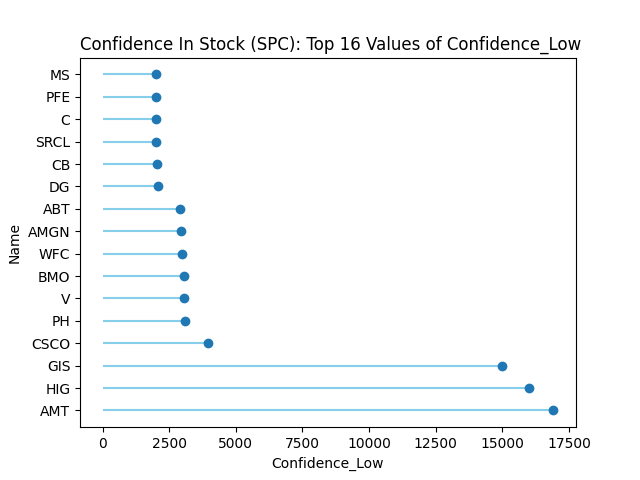 Confidence In Stock (SPC): Top 16 Values of Confidence_Low
MS
PFE
C
SRCL
CB
DG
ABT
AMGN
WFC
BMO
V
PH
CSCO
GIS
HIG
AMT
Name
0 2500 5000 7500 10000 12500 15000 17500
Confidence_Low